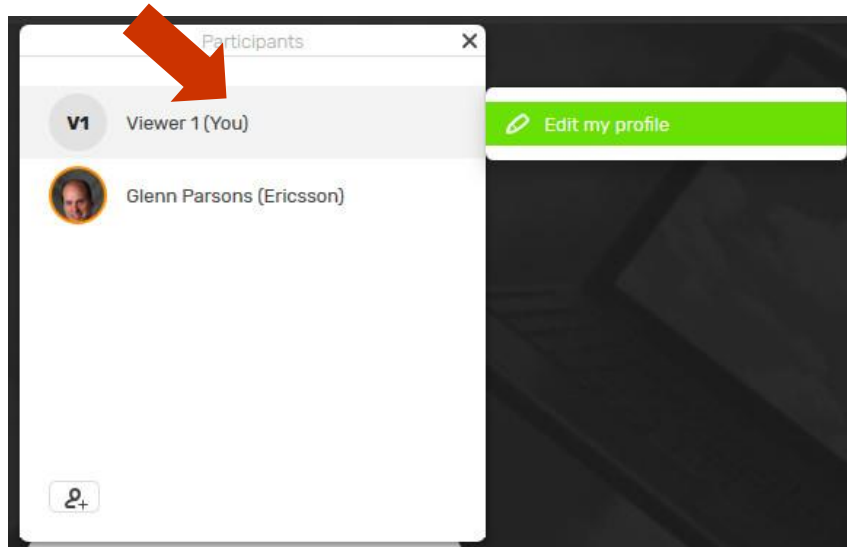 Participants
V1 Viewer 1 (You)
Edit my profile
Glenn Parsons (Ericsson)